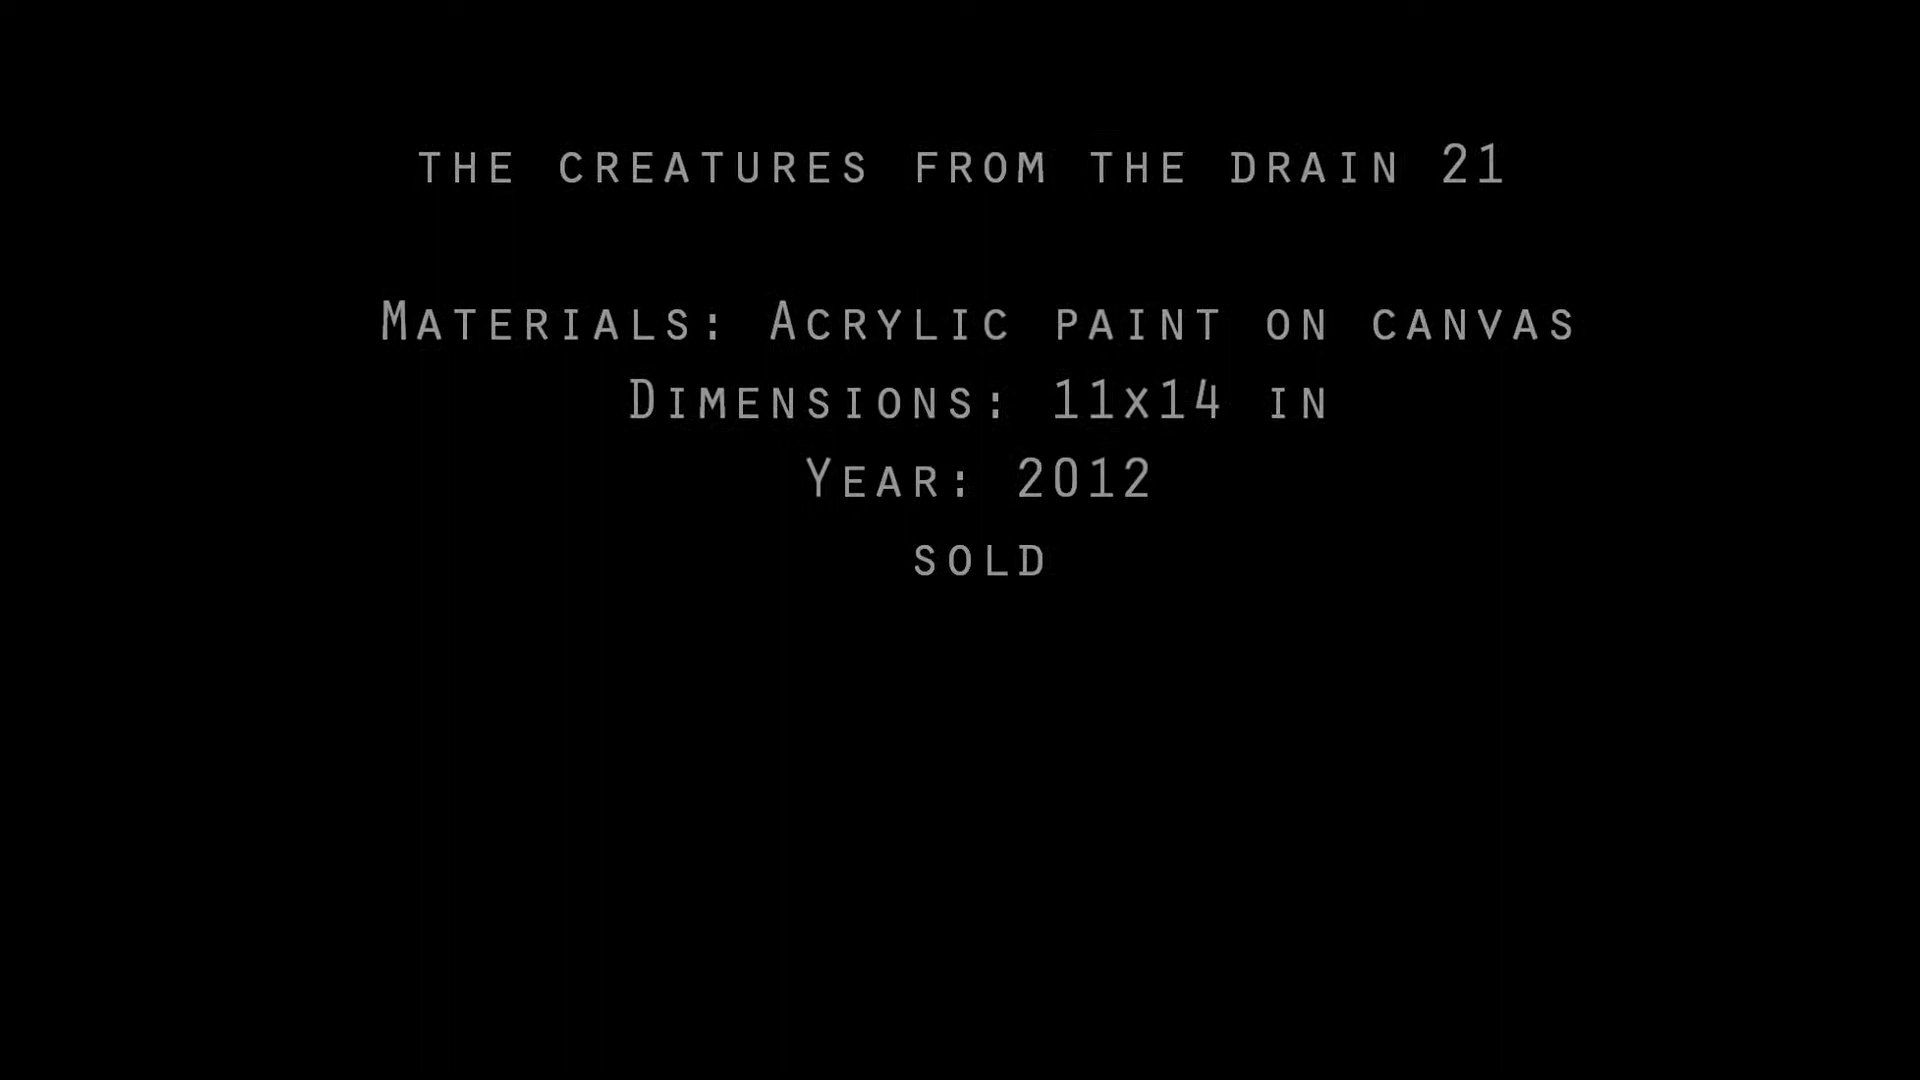 the creatures from the drain 21
Materials: Acrylic paint on canvas
Dimensions: 11x14 in
Year: 2012
sold